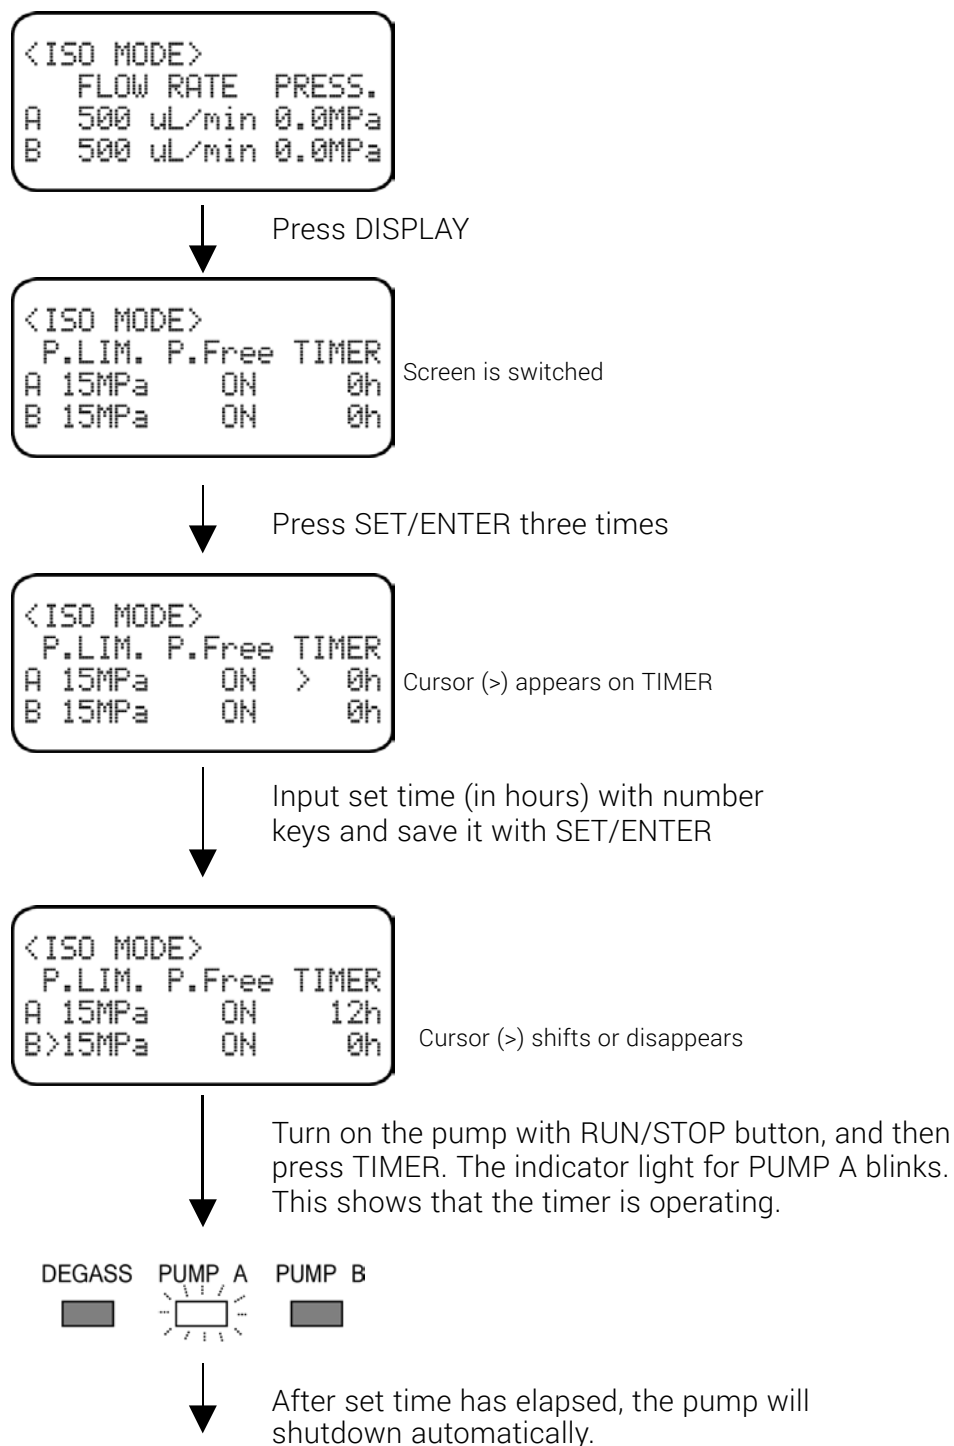 <ISO MODE>
FLOW RATE PRESS.
A 500 uL/min 0.0MPa
B 500 uL/min 0.0MPa
Press DISPLAY
<ISO MODE>
P.LIM. P.Free TIMER
A 15MPa ON 0h
B 15MPa ON 0h
Screen is switched
Press SET/ENTER three times
<ISO MODE>
P.LIM. P.Free TIMER
A 15MPa ON > 0h
B 15MPa ON 0h
Cursor (>) appears on TIMER
Input set time (in hours) with number
keys and save it with SET/ENTER
<ISO MODE>
P.LIM. P.Free TIMER
A 15MPa ON 12h
B>15MPa ON 0h
Cursor (>) shifts or disappears
Turn on the pump with RUN/STOP button, and then
press TIMER. The indicator light for PUMP A blinks.
This shows that the timer is operating.
DEGASS PUMP A PUMP B
After set time has elapsed, the pump will
shutdown automatically.